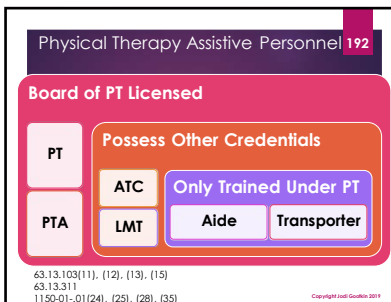 Physical Therapy Assistive Personnel
192
Board of PT Licensed
PT
PTA
Possess Other Credentials
ATC
LMT
Only Trained Under PT
Aide
Transporter
63.13.103(11), (12), (13), (15)
63.13.311
1150-01-.01(24), (25), (28), (35)
Copyright Jodi Gootkin 2019